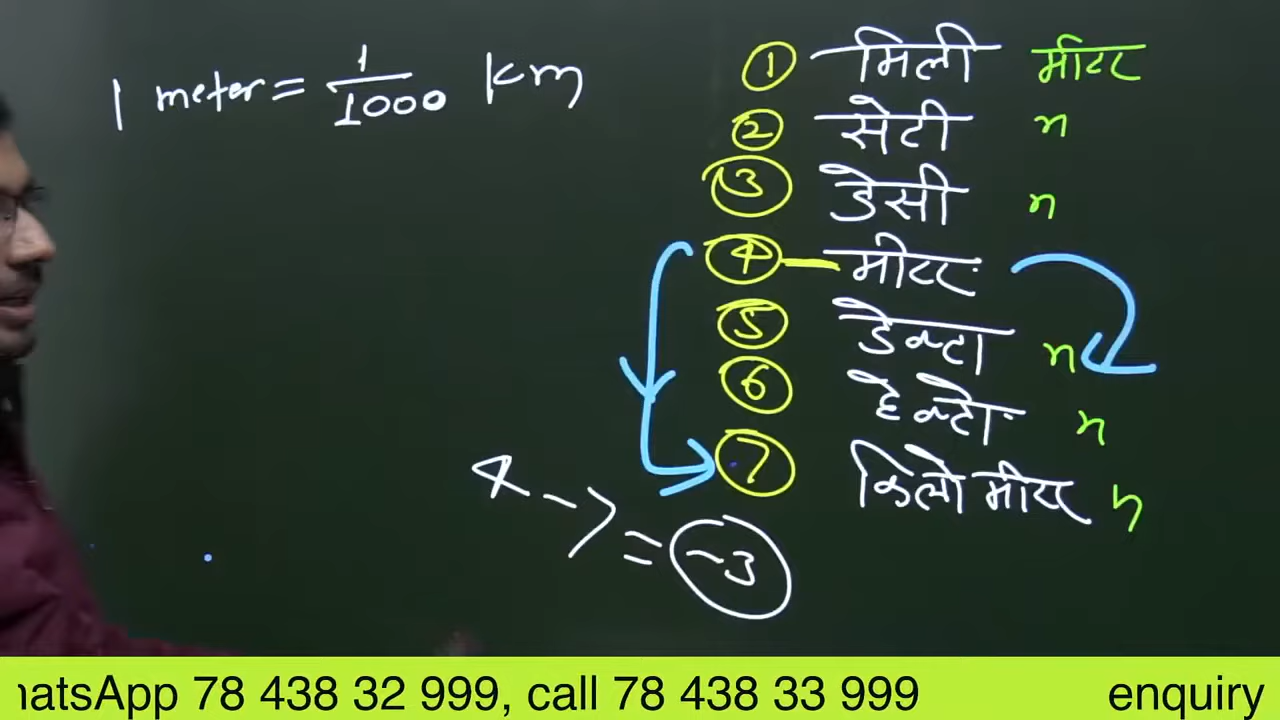 1 meter = 1/1000 km
① मिली मीटर
② सेंटी "
③ डेसी "
④ – मीटर
⑤ डेका "
⑥ हेक्टो "
⑦ किलो मीटर "
4 - 7 = -3
hatsApp 78 438 32 999, call 78 438 33 999 enquiry